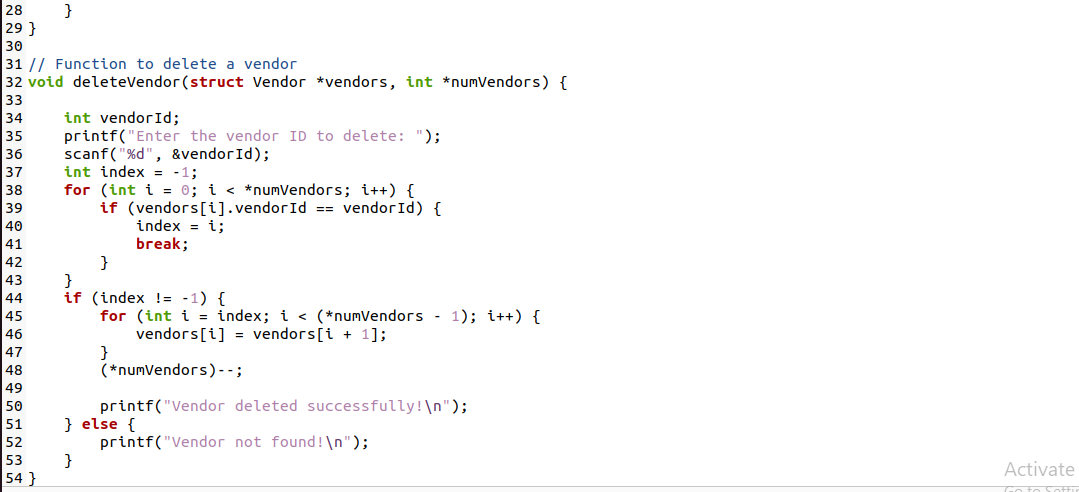 28     }
29 }
30
31 // Function to delete a vendor
32 void deleteVendor(struct Vendor *vendors, int *numVendors) {
33
34     int vendorId;
35     printf("Enter the vendor ID to delete: ");
36     scanf("%d", &vendorId);
37     int index = -1;
38     for (int i = 0; i < *numVendors; i++) {
39         if (vendors[i].vendorId == vendorId) {
40             index = i;
41             break;
42         }
43     }
44     if (index != -1) {
45         for (int i = index; i < (*numVendors - 1); i++) {
46             vendors[i] = vendors[i + 1];
47         }
48         (*numVendors)--;
49
50         printf("Vendor deleted successfully!\n");
51     } else {
52         printf("Vendor not found!\n");
53     }
54 }
Activate
Go to